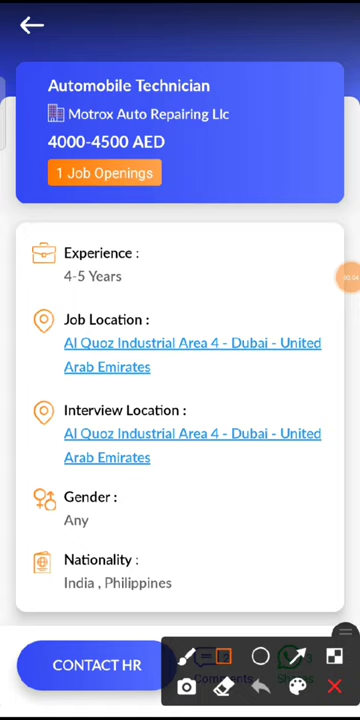 Automobile Technician
Motrox Auto Repairing Llc
4000-4500 AED
1 Job Openings
Experience :
4-5 Years
Job Location :
Al Quoz Industrial Area 4 - Dubai - United
Arab Emirates
Interview Location :
Al Quoz Industrial Area 4 - Dubai - United
Arab Emirates
Gender :
Any
Nationality :
India , Philippines
CONTACT HR
Comments